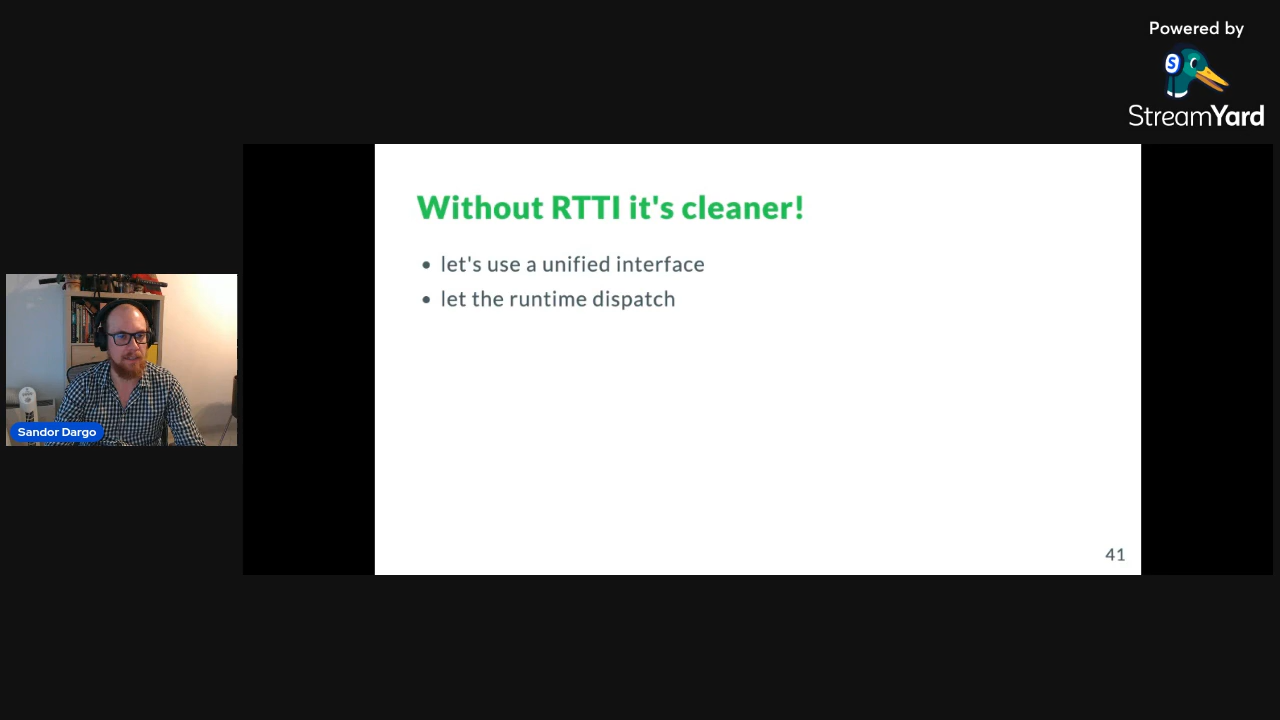 Powered by
S
StreamYard
Without RTTI it's cleaner!
• let's use a unified interface
• let the runtime dispatch
Sandor Dargo
41